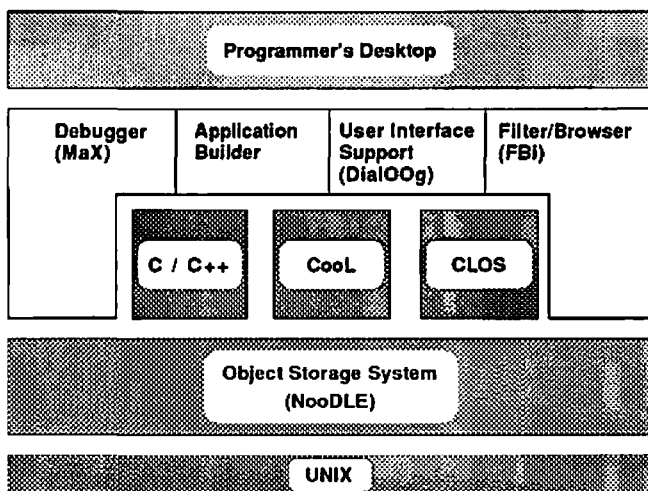 Programmer's Desktop
Debugger
(MaX)
Application
Builder
User Interface
Support
(DialOOg)
Filter/Browser
(FBi)
C / C++
CooL
CLOS
Object Storage System
(NooDLE)
UNIX